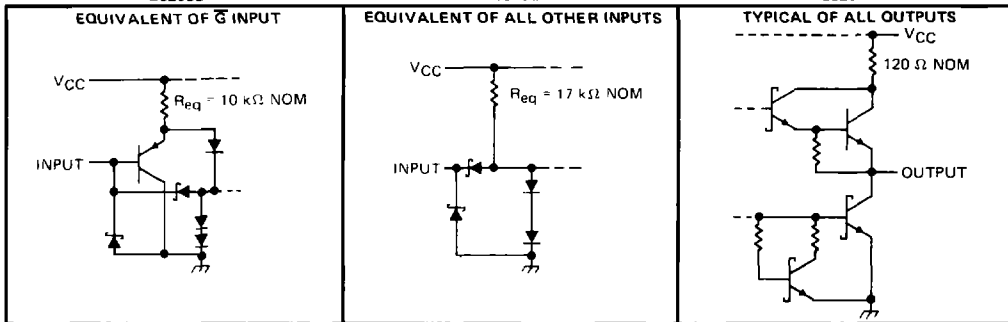 EQUIVALENT OF G̅ INPUT
VCC
Req = 10 kΩ NOM
INPUT
EQUIVALENT OF ALL OTHER INPUTS
VCC
Req = 17 kΩ NOM
INPUT
TYPICAL OF ALL OUTPUTS
VCC
120 Ω NOM
OUTPUT